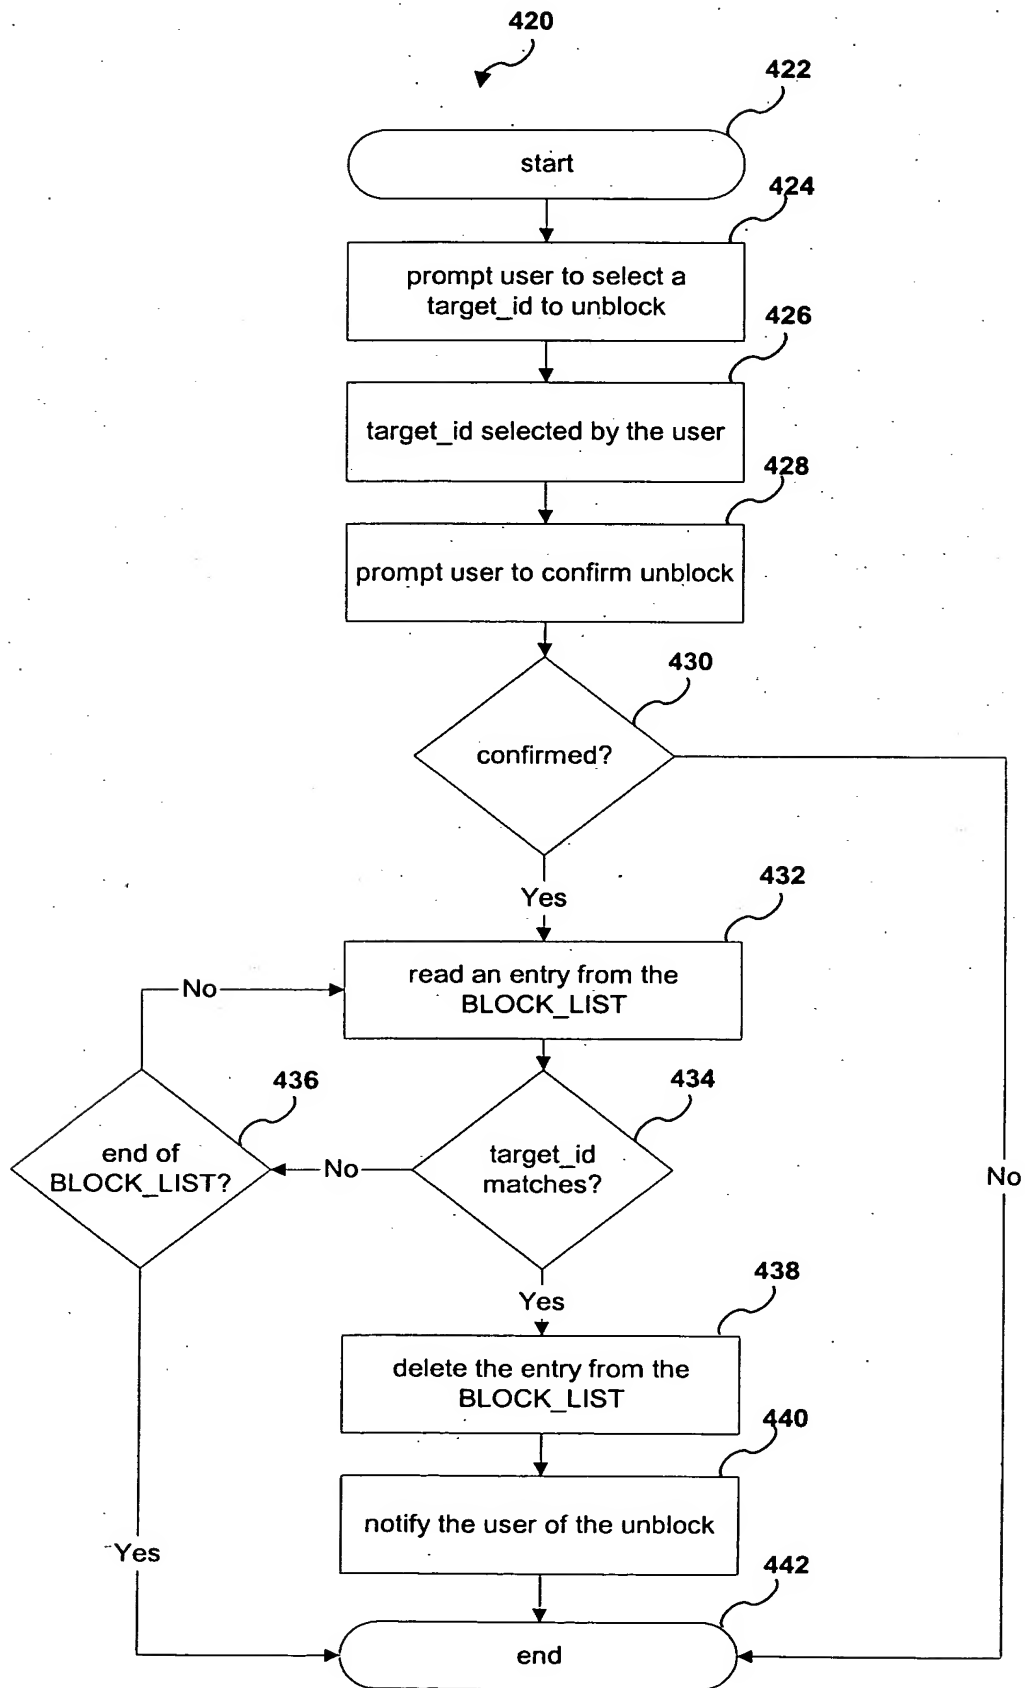 420
422
start
424
prompt user to select a
target_id to unblock
426
target_id selected by the user
428
prompt user to confirm unblock
430
confirmed?
Yes
432
read an entry from the
BLOCK_LIST
No
436
434
end of
BLOCK_LIST?
No
target_id
matches?
No
438
Yes
delete the entry from the
BLOCK_LIST
440
notify the user of the unblock
Yes
442
end